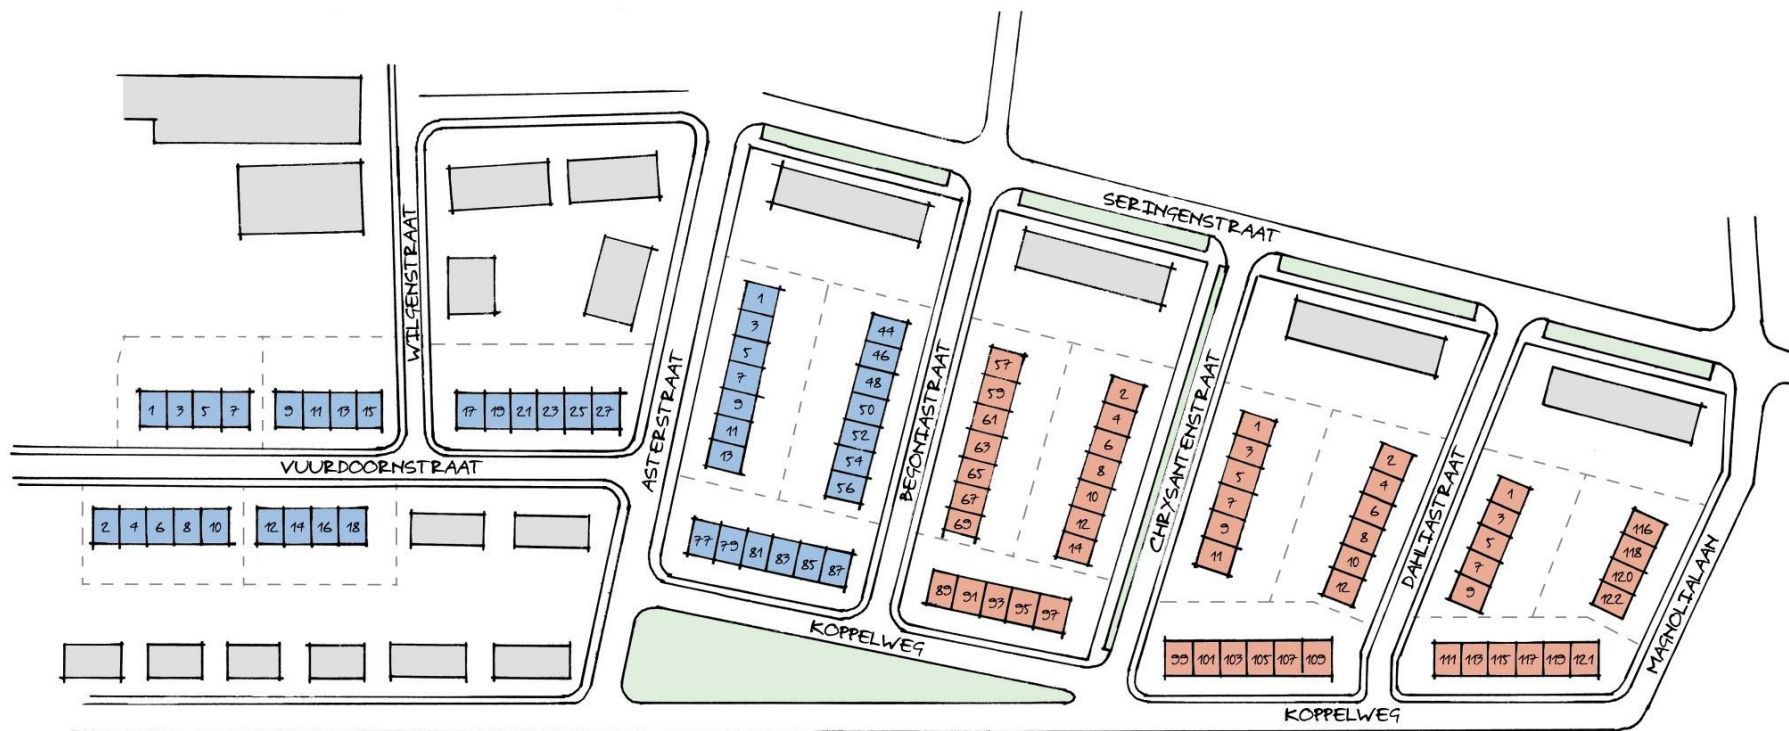 SERINGENSTRAAT
WILGENSTRAAT
1 3 5 7
9 11 13 15
17 19 21 23 25 27
VUURDOORNSTRAAT
2 4 6 8 10
12 14 16 18
ASTERSTRAAT
1
3
5
7
9
11
13
44
46
48
50
52
54
56
77 79 81 83 85 87
BEGONIASTRAAT
57
59
61
63
65
67
69
2
4
6
8
10
12
14
89 91 93 95 97
KOPPELWEG
CHRYSANTENSTRAAT
1
3
5
7
9
11
2
4
6
8
10
12
99 101 103 105 107 109
DAHLIASTRAAT
1
3
5
7
9
116
118
120
122
111 113 115 117 119 121
MAGNOLIALAAN
KOPPELWEG